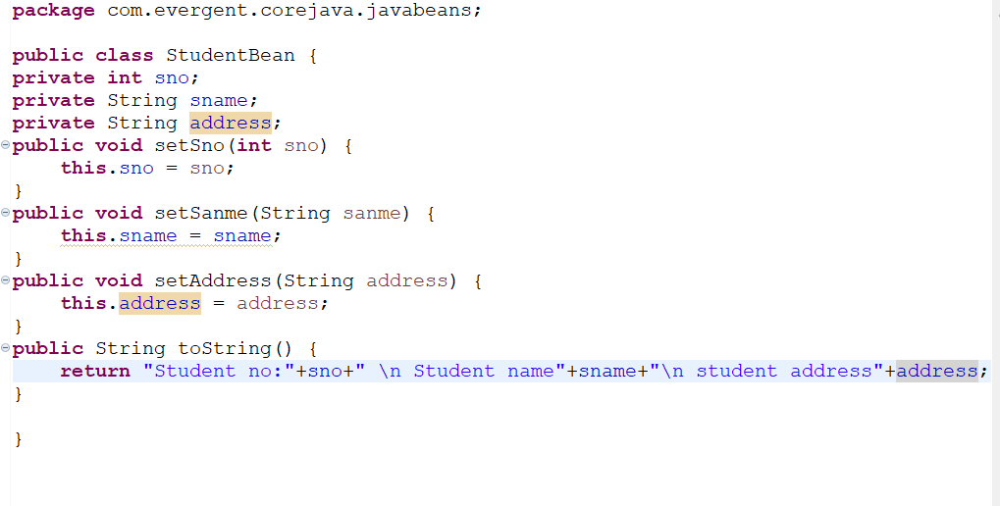 package com.evergent.corejava.javabeans;
public class StudentBean {
private int sno;
private String sname;
private String address;
public void setSno(int sno) {
this.sno = sno;
}
public void setSanme(String sanme) {
this.sname = sname;
}
public void setAddress(String address) {
this.address = address;
}
public String toString() {
return "Student no:"+sno+" \n Student name"+sname+"\n student address"+address;
}
}